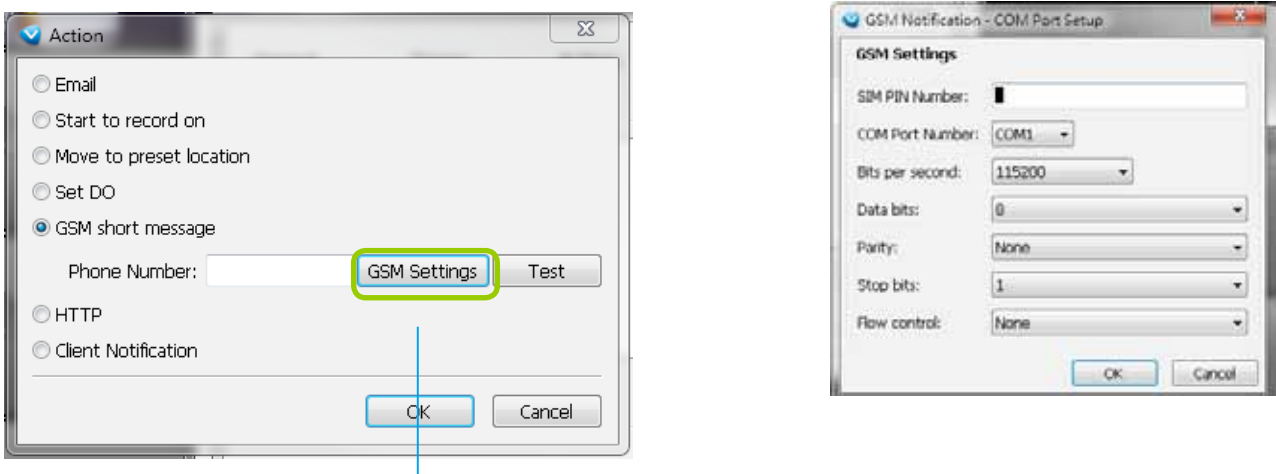 Action
Email
Start to record on
Move to preset location
Set DO
GSM short message
Phone Number: GSM Settings Test
HTTP
Client Notification
OK Cancel
GSM Notification - COM Port Setup
GSM Settings
SIM PIN Number:
COM Port Number: COM1
Bits per second: 115200
Data bits:
Parity: None
Stop bits: 1
Flow control: None
OK Cancel